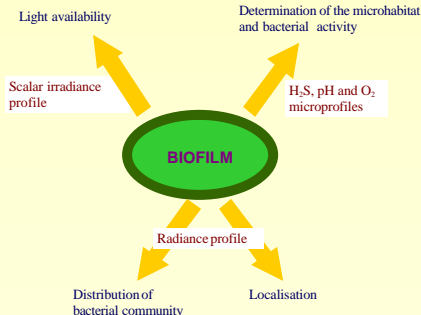 Light availability
Determination of the microhabitat
and bacterial activity
Scalar irradiance
profile
H₂S, pH and O₂
microprofiles
BIOFILM
Radiance profile
Distribution of
bacterial community
Localisation